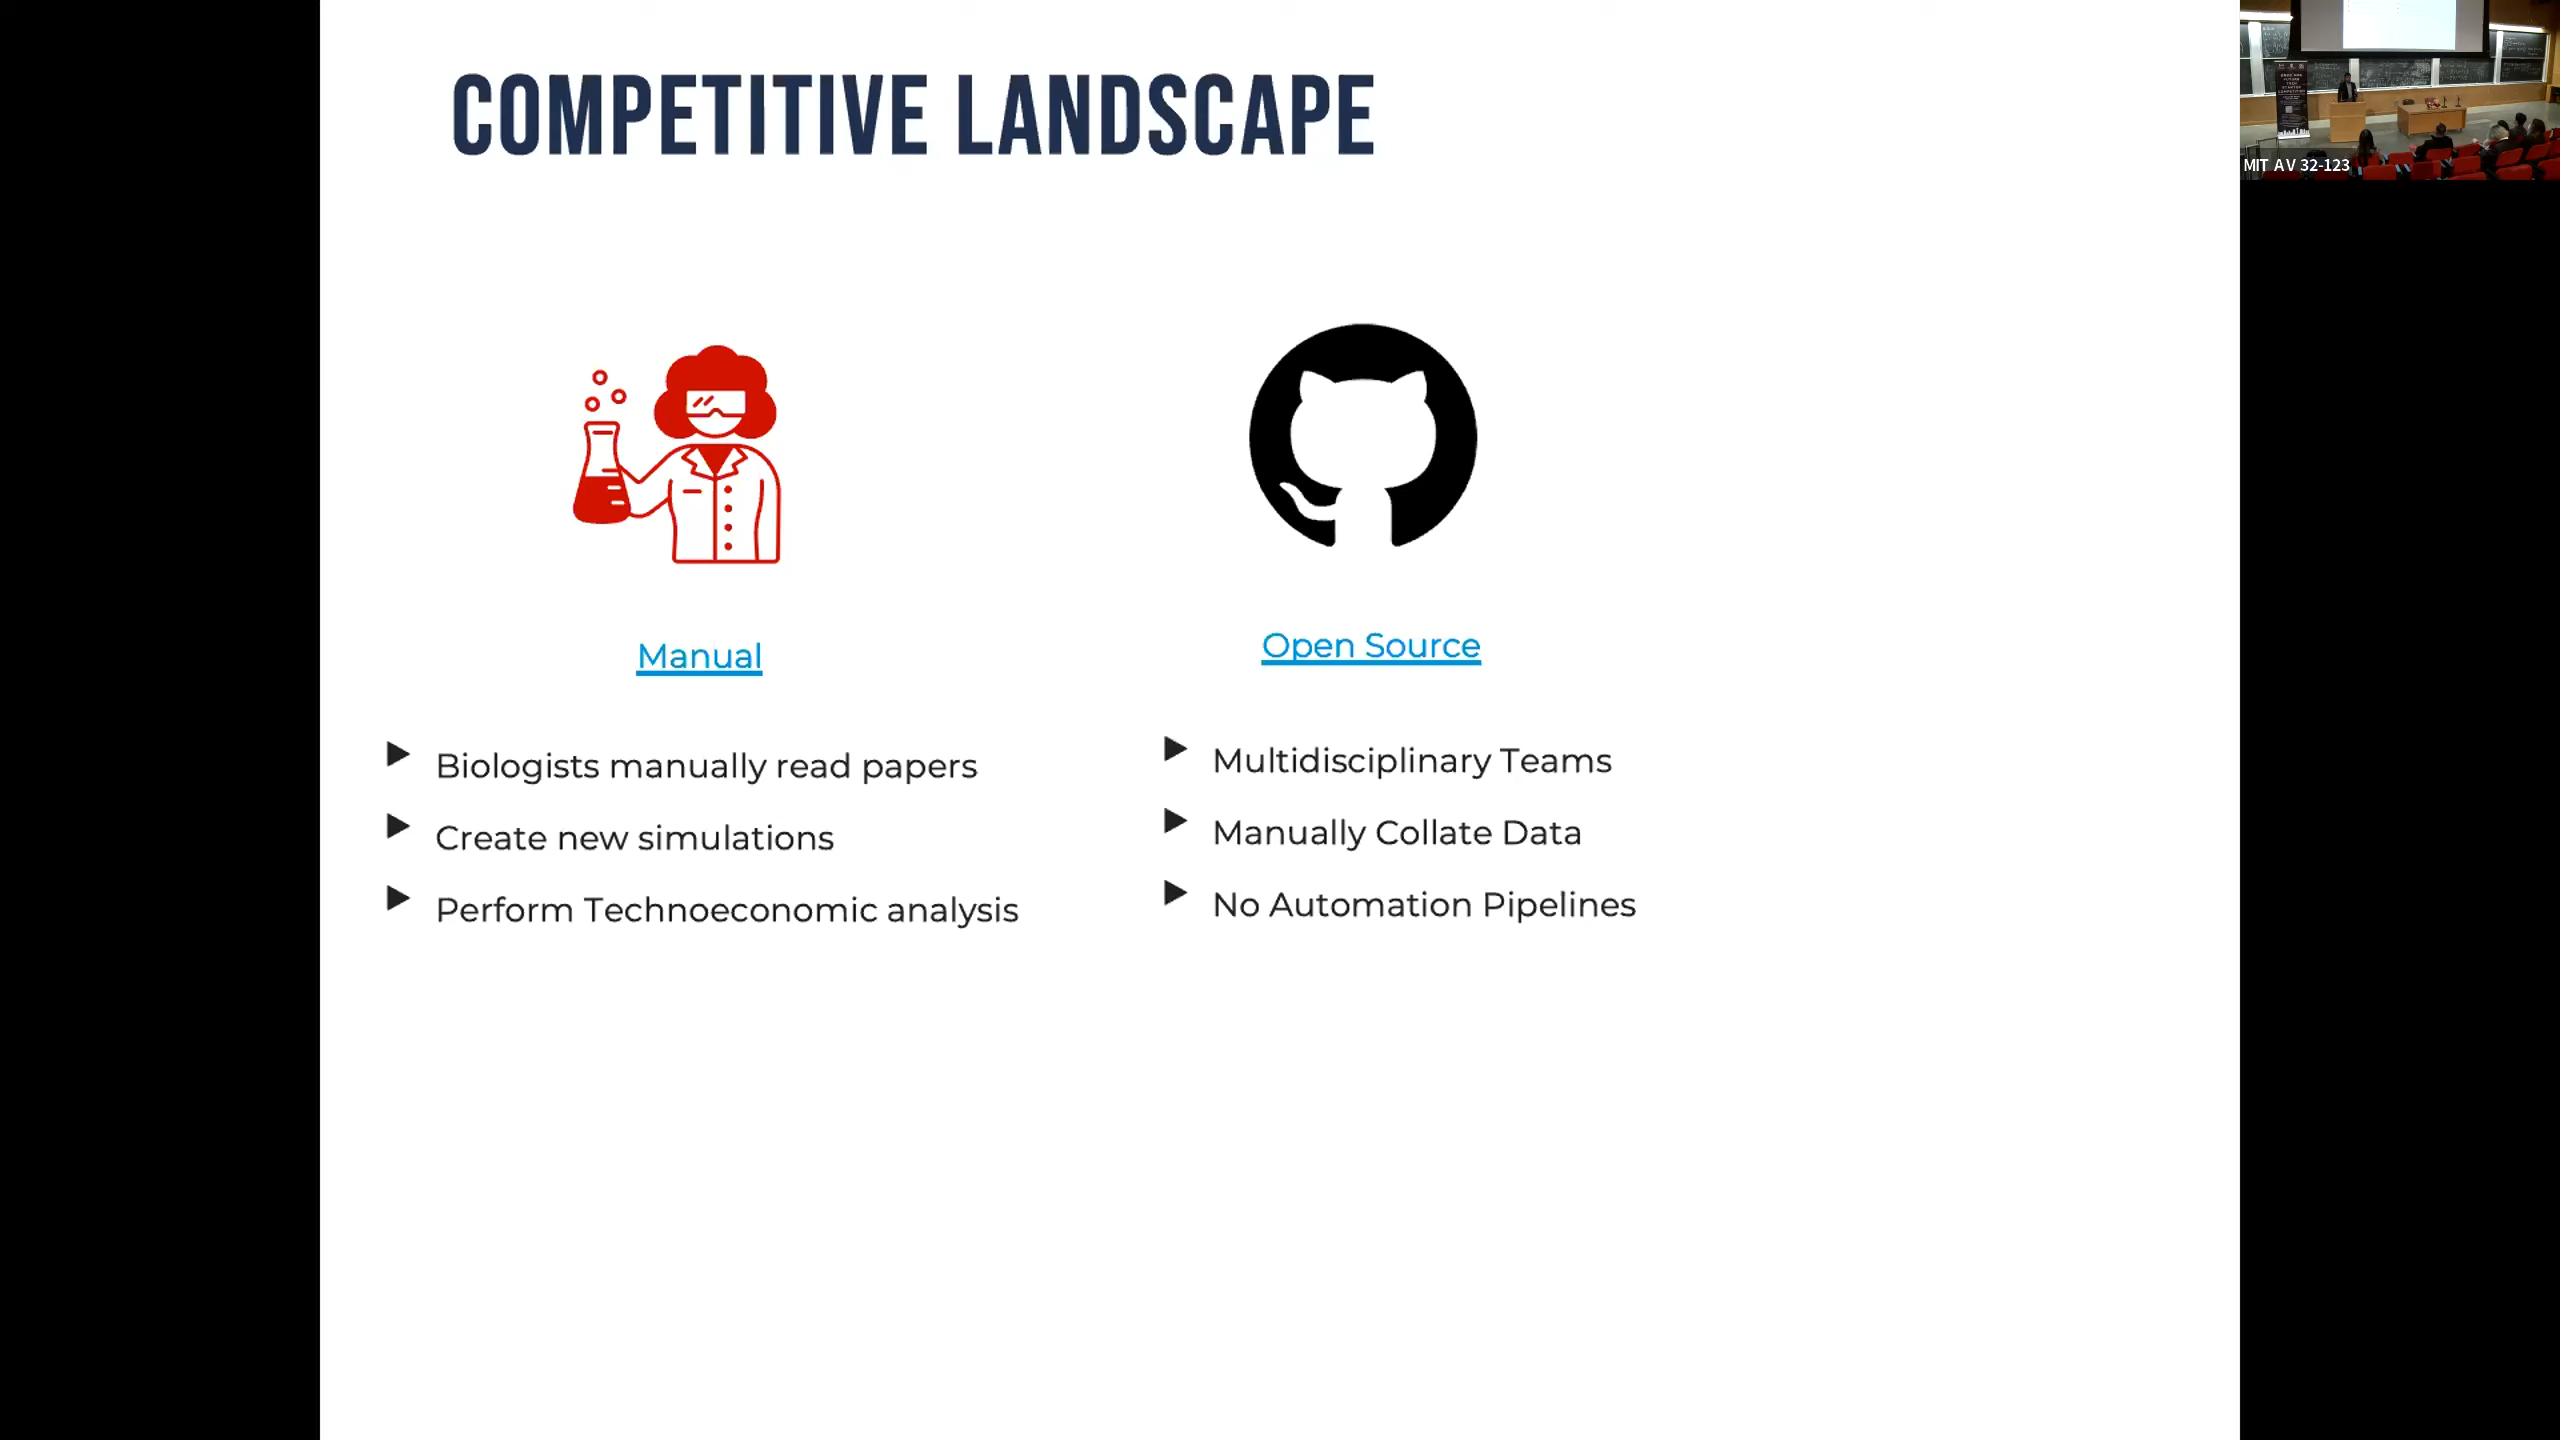 COMPETITIVE LANDSCAPE
MIT AV 32-123
Manual
Biologists manually read papers
Create new simulations
Perform Technoeconomic analysis
Open Source
Multidisciplinary Teams
Manually Collate Data
No Automation Pipelines